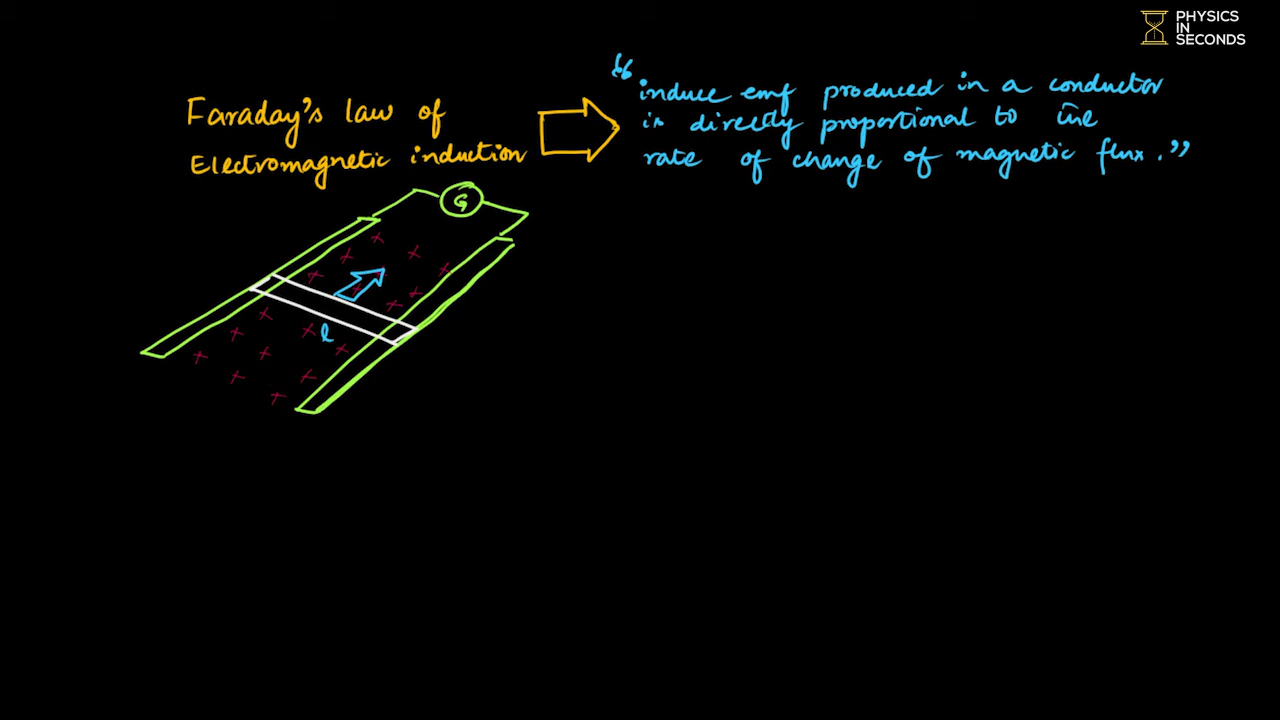 PHYSICS
IN
SECONDS
Faraday's law of
Electromagnetic induction
"induce emf produced in a conductor
is directly proportional to the
rate of change of magnetic flux."
G
l